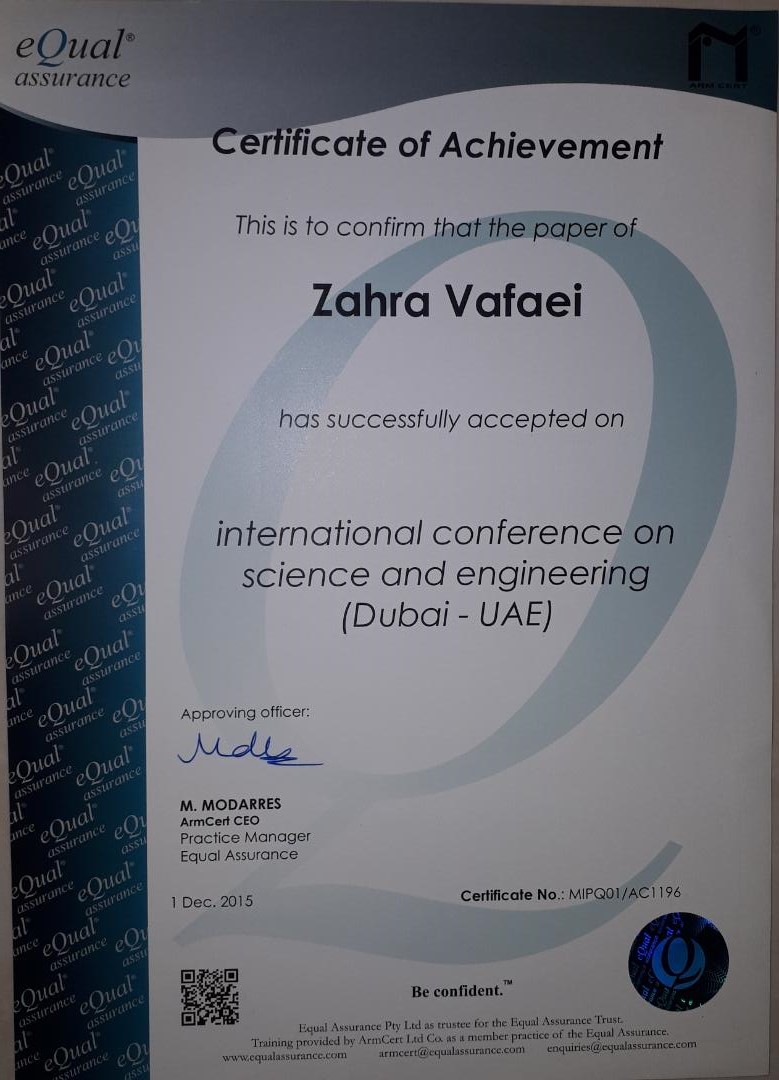 eQual®
assurance
ARM CERT
Certificate of Achievement
This is to confirm that the paper of
Zahra Vafaei
has successfully accepted on
international conference on
science and engineering
(Dubai - UAE)
Approving officer:
M. MODARRES
ArmCert CEO
Practice Manager
Equal Assurance
1 Dec. 2015
Certificate No.: MIPQ01/AC1196
Be confident.™
Equal Assurance Pty Ltd as trustee for the Equal Assurance Trust.
Training provided by ArmCert Ltd Co. as a member practice of the Equal Assurance.
www.equalassurance.com armcert@equalassurance.com enquiries@equalassurance.com